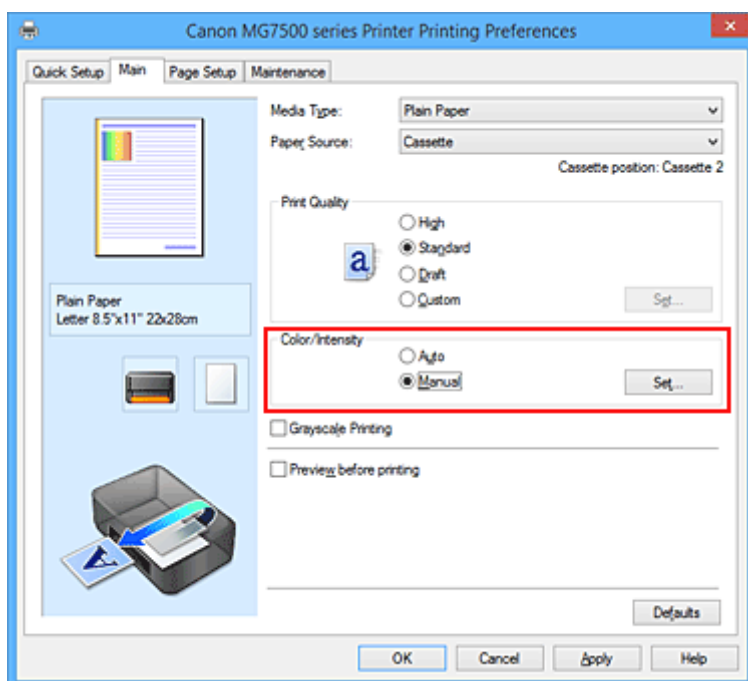 Canon MG7500 series Printer Printing Preferences
Quick Setup Main Page Setup Maintenance
Media Type: Plain Paper
Paper Source: Cassette
Cassette position: Cassette 2
Print Quality
High
a Standard
Draft
Custom Set...
Plain Paper
Letter 8.5"x11" 22x28cm
Color/Intensity
Auto
Manual Set...
Grayscale Printing
Preview before printing
A
Defaults
OK Cancel Apply Help